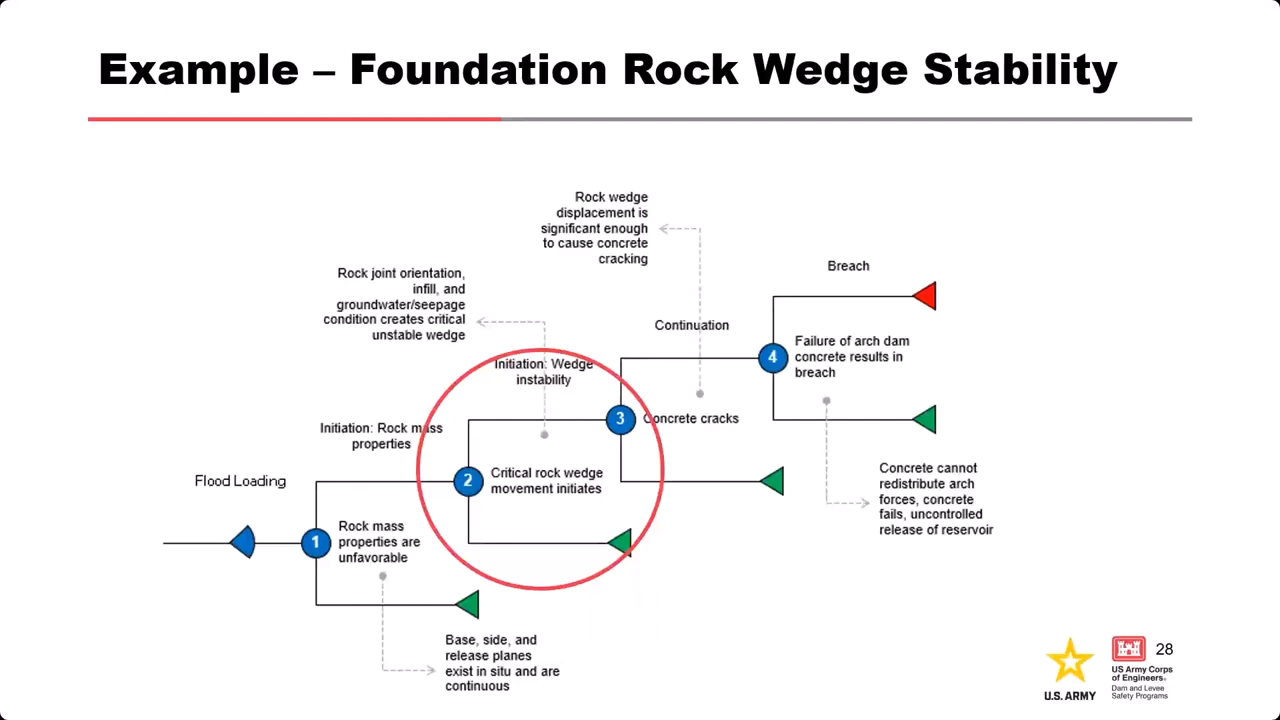 Example – Foundation Rock Wedge Stability
Rock wedge
displacement is
significant enough
to cause concrete
cracking
Breach
Rock joint orientation,
infill, and
groundwater/seepage
condition creates critical
unstable wedge
Continuation
4
Failure of arch dam
concrete results in
breach
Initiation: Wedge
instability
3
Concrete cracks
Initiation: Rock mass
properties
Flood Loading
2
Critical rock wedge
movement initiates
Concrete cannot
redistribute arch
forces, concrete
fails, uncontrolled
release of reservoir
1
Rock mass
properties are
unfavorable
Base, side, and
release planes
exist in situ and are
continuous
U.S. ARMY
US Army Corps
of Engineers®
Dam and Levee
Safety Programs
28